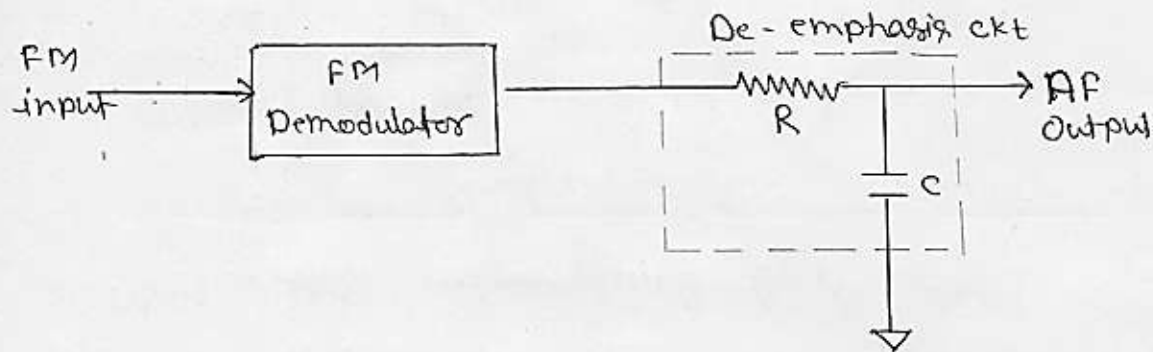 De-emphasis ckt
FM
input
FM
Demodulator
R
AF
Output
C